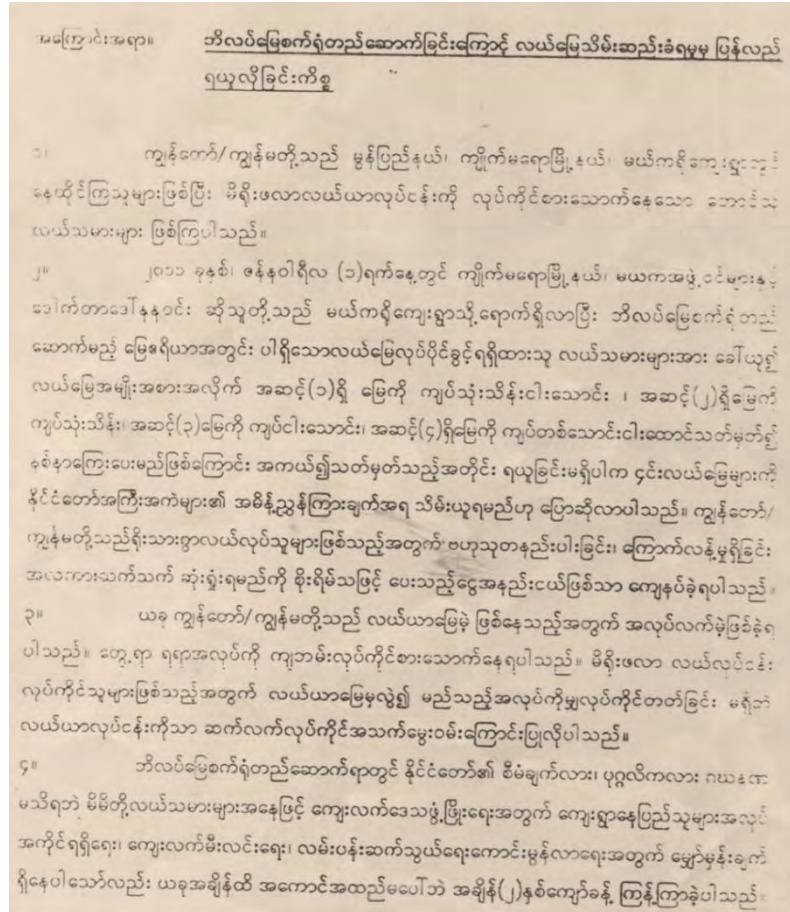 အကြောင်းအရာ။ ဘိလပ်မြေစက်ရုံတည်ဆောက်ခြင်းကြောင့် လယ်မြေသိမ်းဆည်းခံရမှုမှ ပြန်လည်
ရယူလိုခြင်းကိစ္စ
၁။ ကျွန်တော်/ကျွန်မတို့သည် မွန်ပြည်နယ်၊ ကျိုက်မရောမြို့နယ်၊ မယ်ကရိုကျေးရွာတွင်
နေထိုင်ကြသူများဖြစ်ပြီး မိရိုးဖလာလယ်ယာလုပ်ငန်းကို လုပ်ကိုင်စားသောက်နေသော တောင်သူ
လယ်သမားများ ဖြစ်ကြပါသည်။
၂။ ၂၀၁၁ ခုနှစ်၊ ဇန်နဝါရီလ (၁)ရက်နေ့တွင် ကျိုက်မရောမြို့နယ်၊ မယကအဖွဲ့ဝင်များနှင့်
ဒေါက်တာဒေါ်နုနုဝင်း ဆိုသူတို့သည် မယ်ကရိုကျေးရွာသို့ရောက်ရှိလာပြီး ဘိလပ်မြေစက်ရုံတည်
ဆောက်မည့် မြေဧရိယာအတွင်း ပါရှိသောလယ်မြေလုပ်ပိုင်ခွင့်ရရှိထားသူ လယ်သမားများအား ခေါ်ယူ၍
လယ်မြေအမျိုးအစားအလိုက် အဆင့်(၁)ရှိ မြေကို ကျပ်သုံးသိန်းငါးသောင်း ၊ အဆင့်(၂)ရှိမြေကို
ကျပ်သုံးသိန်း၊ အဆင့်(၃)မြေကို ကျပ်ငါးသောင်း၊ အဆင့်(၄)ရှိမြေကို ကျပ်တစ်သောင်းငါးထောင်သတ်မှတ်၍
နစ်နာကြေးပေးမည်ဖြစ်ကြောင်း အကယ်၍သတ်မှတ်သည့်အတိုင်း ရယူခြင်းမရှိပါက ၄င်းလယ်မြေများကို
နိုင်ငံတော်အကြီးအကဲများ၏ အမိန့်ညွှန်ကြားချက်အရ သိမ်းယူရမည်ဟု ပြောဆိုလာပါသည်။ ကျွန်တော်/
ကျွန်မတို့သည်ရိုးသားစွာလယ်လုပ်သူများဖြစ်သည့်အတွက် ဗဟုသုတနည်းပါးခြင်း၊ ကြောက်လန့်မှုရှိခြင်း
အလကားသက်သက် ဆုံးရှုံးရမည်ကို စိုးရိမ်သဖြင့် ပေးသည့်ငွေအနည်းငယ်ဖြစ်သာ ကျေနပ်ခဲ့ရပါသည်။
၃။ ယခု ကျွန်တော်/ကျွန်မတို့သည် လယ်ယာမြေမဲ့ ဖြစ်နေသည့်အတွက် အလုပ်လက်မဲ့ဖြစ်ခဲ့ရ
ပါသည်။ တွေ့ရာ ရရာအလုပ်ကို ကျဘမ်းလုပ်ကိုင်စားသောက်နေရပါသည်။ မိရိုးဖလာ လယ်လုပ်ငန်း
လုပ်ကိုင်သူများဖြစ်သည့်အတွက် လယ်ယာမြေမှလွဲ၍ မည်သည့်အလုပ်ကိုမျှလုပ်ကိုင်တတ်ခြင်း မရှိဘဲ
လယ်ယာလုပ်ငန်းကိုသာ ဆက်လက်လုပ်ကိုင်အသက်မွေးဝမ်းကြောင်းပြုလိုပါသည်။
၄။ ဘိလပ်မြေစက်ရုံတည်ဆောက်ရာတွင် နိုင်ငံတော်၏ စီမံချက်လား၊ ပုဂ္ဂလိကလား ဂဃနဏ
မသိရဘဲ မိမိတို့လယ်သမားများအနေဖြင့် ကျေးလက်ဒေသဖွံ့ဖြိုးရေးအတွက် ကျေးရွာနေပြည်သူများအလုပ်
အကိုင်ရရှိရေး၊ ကျေးလက်မီးလင်းရေး၊ လမ်းပန်းဆက်သွယ်ရေးကောင်းမွန်လာရေးအတွက် မျှော်မှန်းချက်
ရှိနေပါသော်လည်း ယခုအချိန်ထိ အကောင်အထည်မပေါ်ဘဲ အချိန်(၂)နှစ်ကျော်ခန့် ကြန့်ကြာခဲ့ပါသည်။